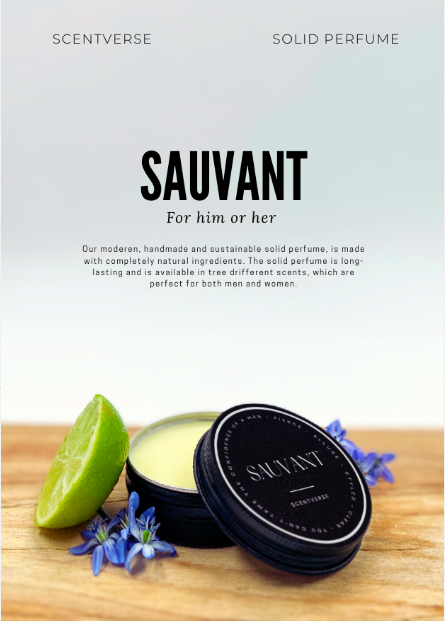 SCENTVERSE SOLID PERFUME
SAUVANT
For him or her
Our moderen, handmade and sustainable solid perfume, is made
with completely natural ingredients. The solid perfume is long-
lasting and is available in tree drifferent scents, which are
perfect for both men and women.
SAUVANT
SCENTVERSE